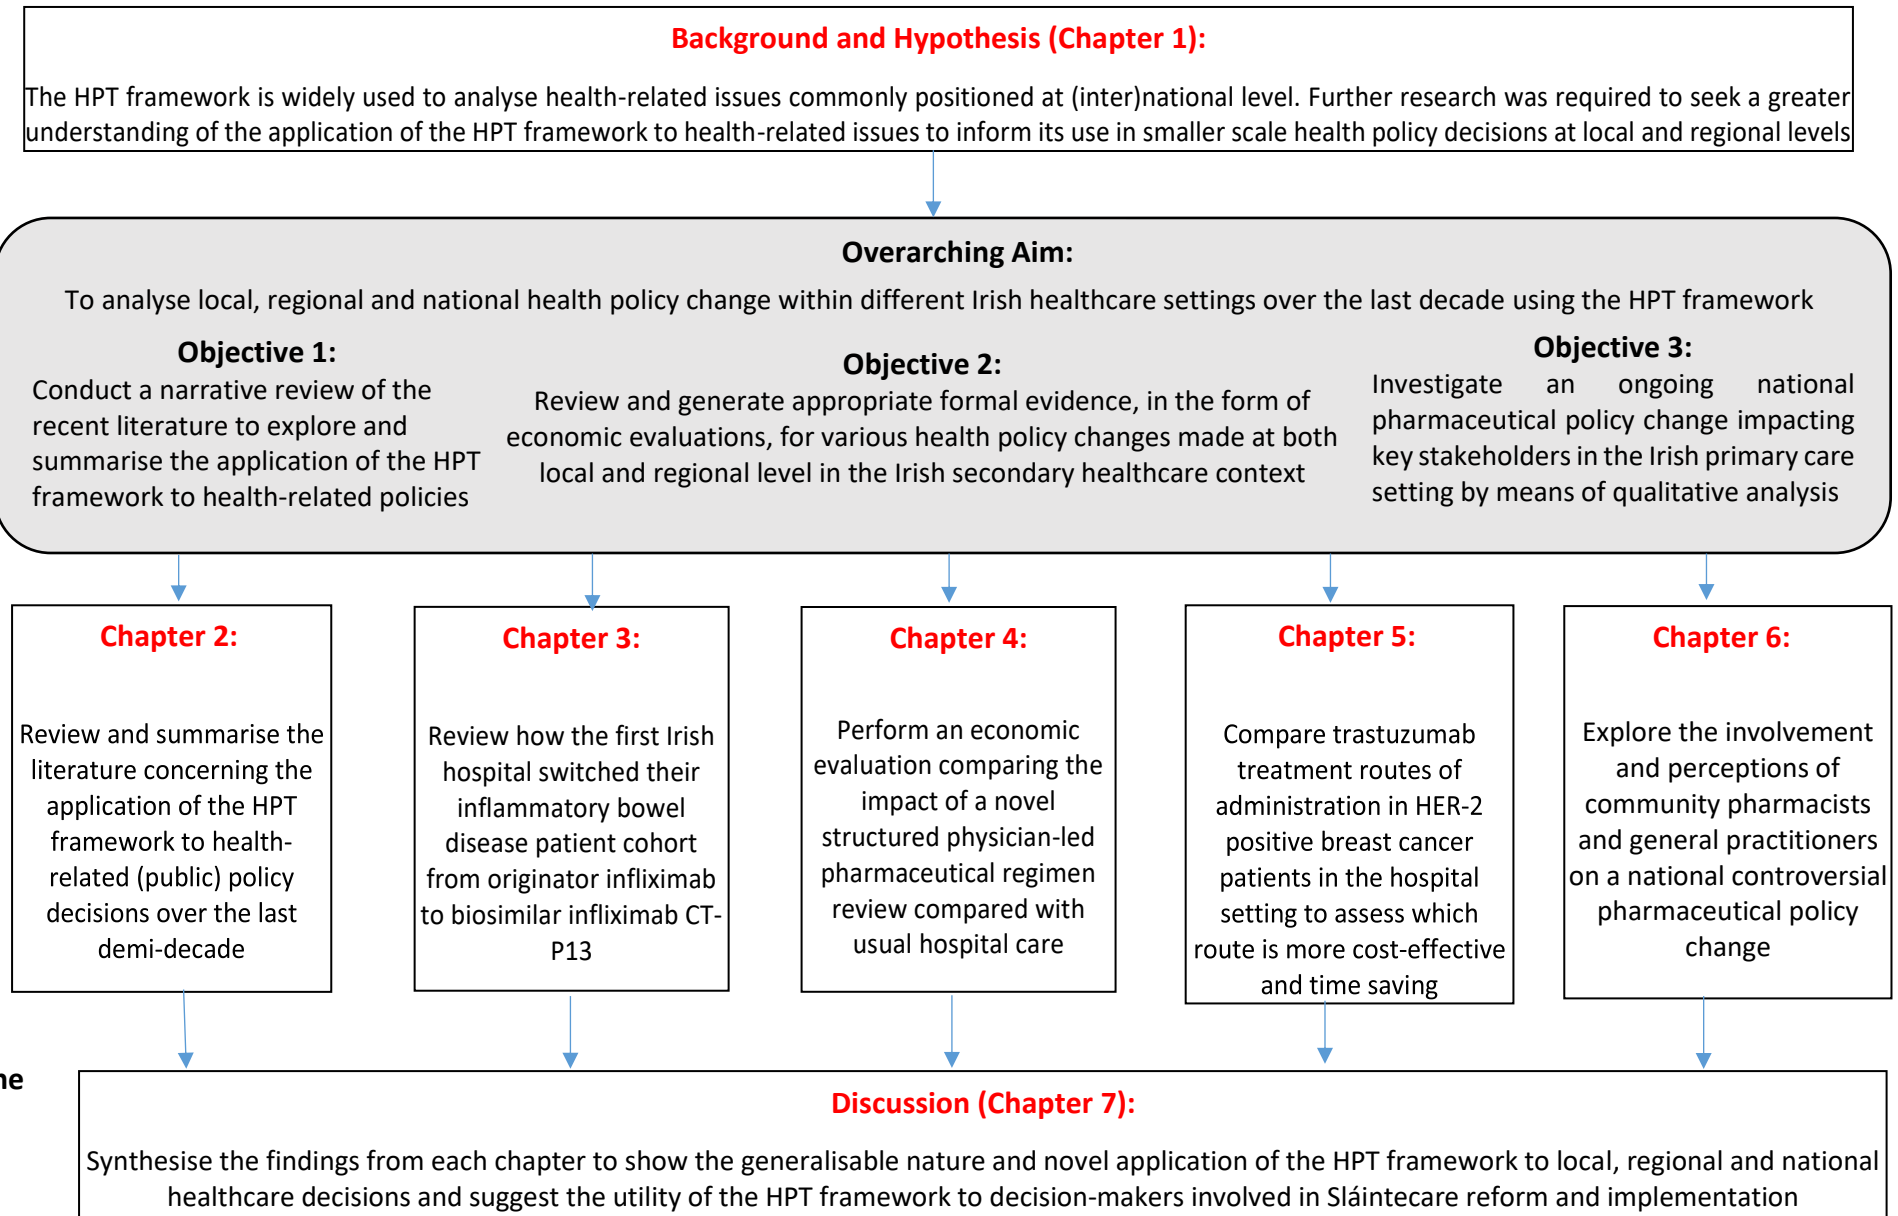 Background and Hypothesis (Chapter 1):
The HPT framework is widely used to analyse health-related issues commonly positioned at (inter)national level. Further research was required to seek a greater
understanding of the application of the HPT framework to health-related issues to inform its use in smaller scale health policy decisions at local and regional levels
Overarching Aim:
To analyse local, regional and national health policy change within different Irish healthcare settings over the last decade using the HPT framework
Objective 1:
Conduct a narrative review of the
recent literature to explore and
summarise the application of the HPT
framework to health-related policies
Objective 2:
Review and generate appropriate formal evidence, in the form of
economic evaluations, for various health policy changes made at both
local and regional level in the Irish secondary healthcare context
Objective 3:
Investigate an ongoing national
pharmaceutical policy change impacting
key stakeholders in the Irish primary care
setting by means of qualitative analysis
Chapter 2:
Review and summarise the
literature concerning the
application of the HPT
framework to health-
related (public) policy
decisions over the last
demi-decade
Chapter 3:
Review how the first Irish
hospital switched their
inflammatory bowel
disease patient cohort
from originator infliximab
to biosimilar infliximab CT-
P13
Chapter 4:
Perform an economic
evaluation comparing the
impact of a novel
structured physician-led
pharmaceutical regimen
review compared with
usual hospital care
Chapter 5:
Compare trastuzumab
treatment routes of
administration in HER-2
positive breast cancer
patients in the hospital
setting to assess which
route is more cost-effective
and time saving
Chapter 6:
Explore the involvement
and perceptions of
community pharmacists
and general practitioners
on a national controversial
pharmaceutical policy
change
Discussion (Chapter 7):
Synthesise the findings from each chapter to show the generalisable nature and novel application of the HPT framework to local, regional and national
healthcare decisions and suggest the utility of the HPT framework to decision-makers involved in Sláintecare reform and implementation